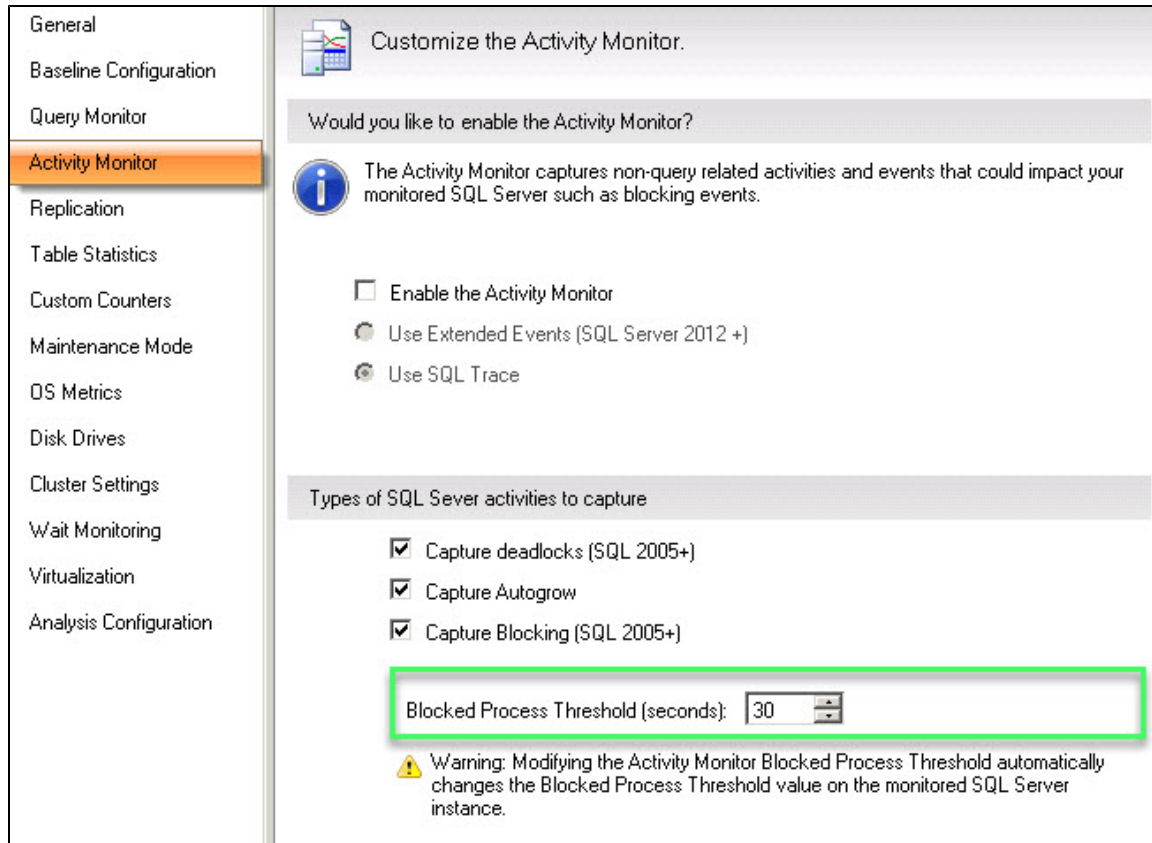 General
Baseline Configuration
Query Monitor
Activity Monitor
Replication
Table Statistics
Custom Counters
Maintenance Mode
OS Metrics
Disk Drives
Cluster Settings
Wait Monitoring
Virtualization
Analysis Configuration
Customize the Activity Monitor.
Would you like to enable the Activity Monitor?
The Activity Monitor captures non-query related activities and events that could impact your
monitored SQL Server such as blocking events.
Enable the Activity Monitor
Use Extended Events (SQL Server 2012 +)
Use SQL Trace
Types of SQL Sever activities to capture
Capture deadlocks (SQL 2005+)
Capture Autogrow
Capture Blocking (SQL 2005+)
Blocked Process Threshold (seconds): 30
Warning: Modifying the Activity Monitor Blocked Process Threshold automatically
changes the Blocked Process Threshold value on the monitored SQL Server
instance.